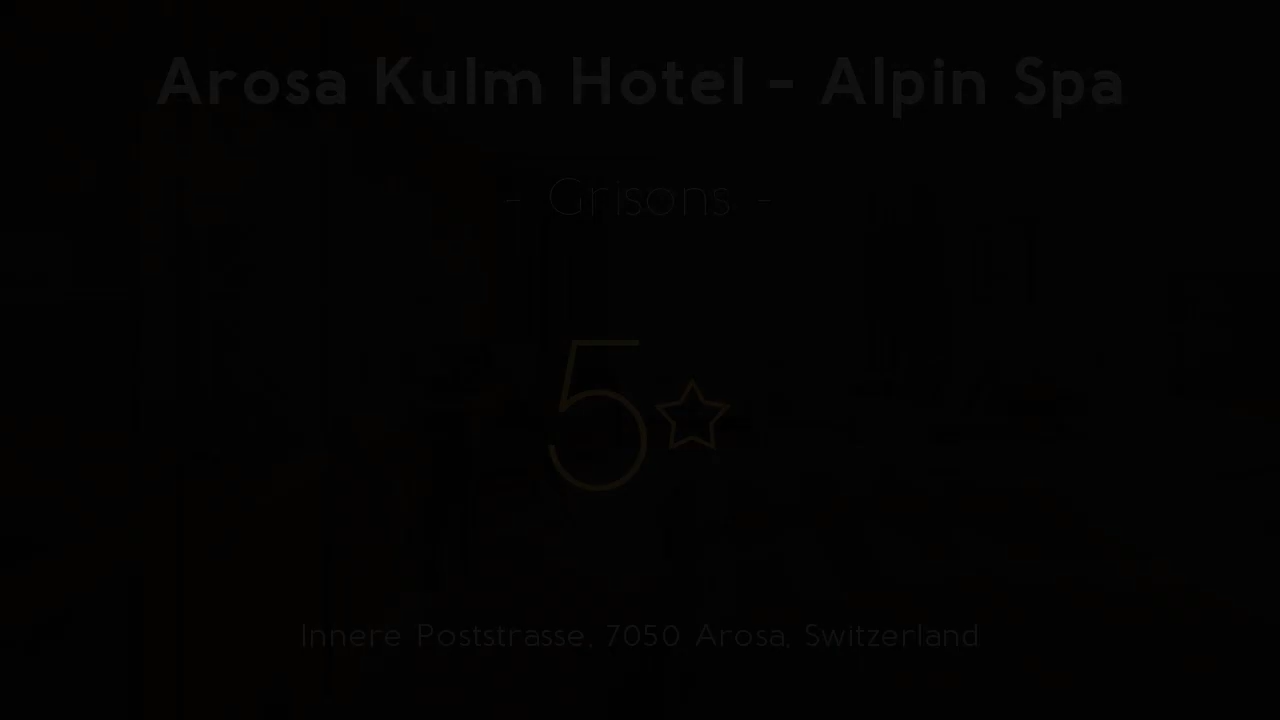 Arosa Kulm Hotel - Alpin Spa
- Grisons -
5
Innere Poststrasse, 7050 Arosa, Switzerland